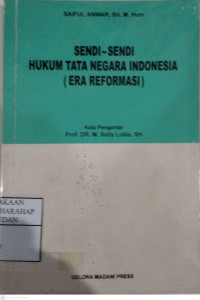 SAIFUL ANWAR, SH, M. Hum
SENDI-SENDI
HUKUM TATA NEGARA INDONESIA
( ERA REFORMASI )
Kata Pengantar
Prof. DR. M. Solly Lubis, SH
AKAAN
HARAHAP
EDAN
GELORA MADANI PRESS